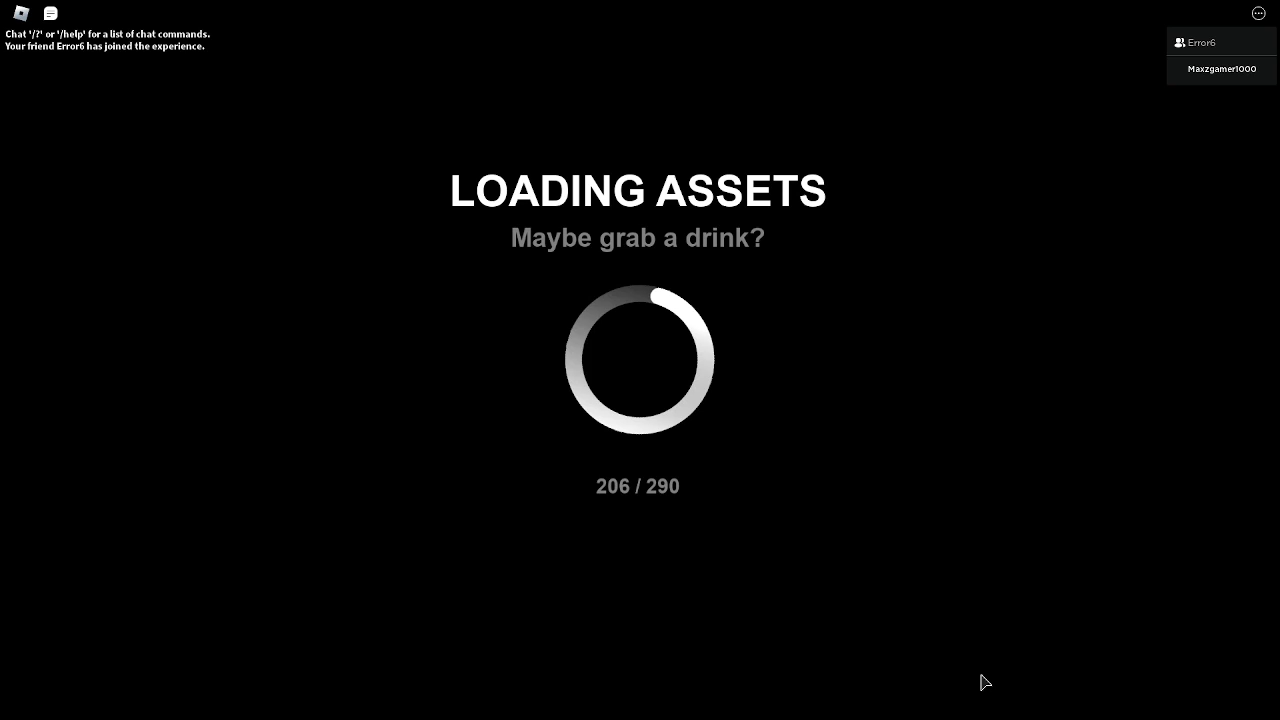 Chat '/?' or '/help' for a list of chat commands.
Your friend Error6 has joined the experience.
Error6
Maxzgamer1000
LOADING ASSETS
Maybe grab a drink?
206 / 290